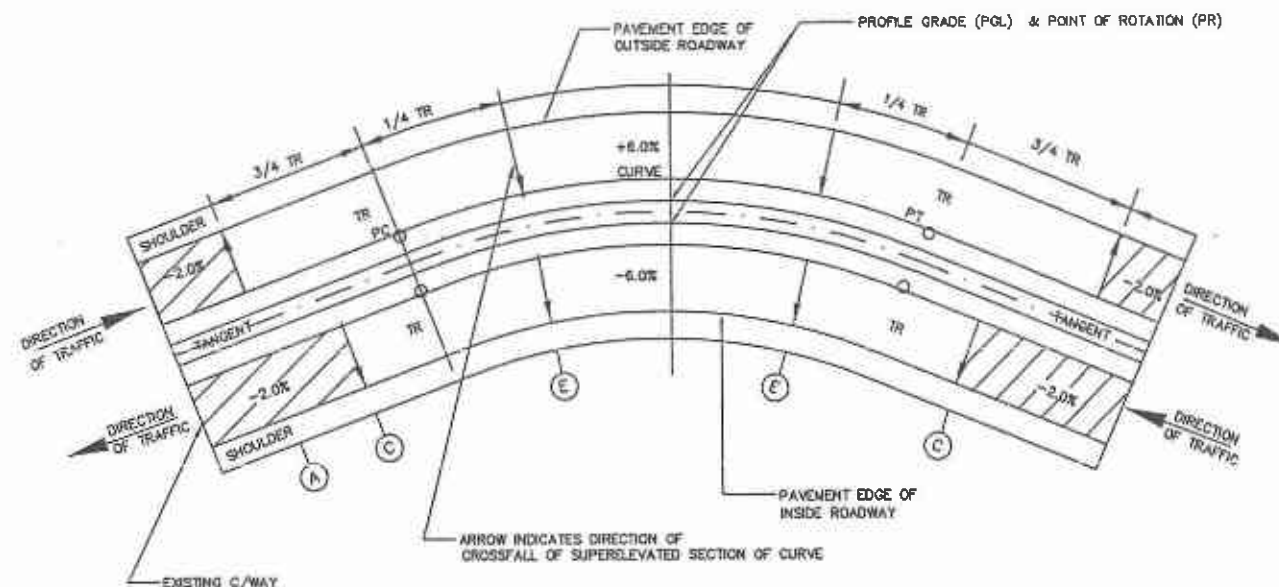 PROFILE GRADE (PGL) & POINT OF ROTATION (PR)
PAVEMENT EDGE OF
OUTSIDE ROADWAY
1/4 TR
1/4 TR
3/4 TR
3/4 TR
+6.0%
CURVE
TR
PC
PT
TR
SHOULDER
-2.0%
-2.0%
-6.0%
TANGENT
TANGENT
TR
TR
DIRECTION
OF TRAFFIC
DIRECTION
OF TRAFFIC
-2.0%
-2.0%
E
E
DIRECTION
OF TRAFFIC
DIRECTION
OF TRAFFIC
SHOULDER
A
C
C
PAVEMENT EDGE OF
INSIDE ROADWAY
ARROW INDICATES DIRECTION OF
CROSSFALL OF SUPERELEVATED SECTION OF CURVE
EXISTING C/WAY